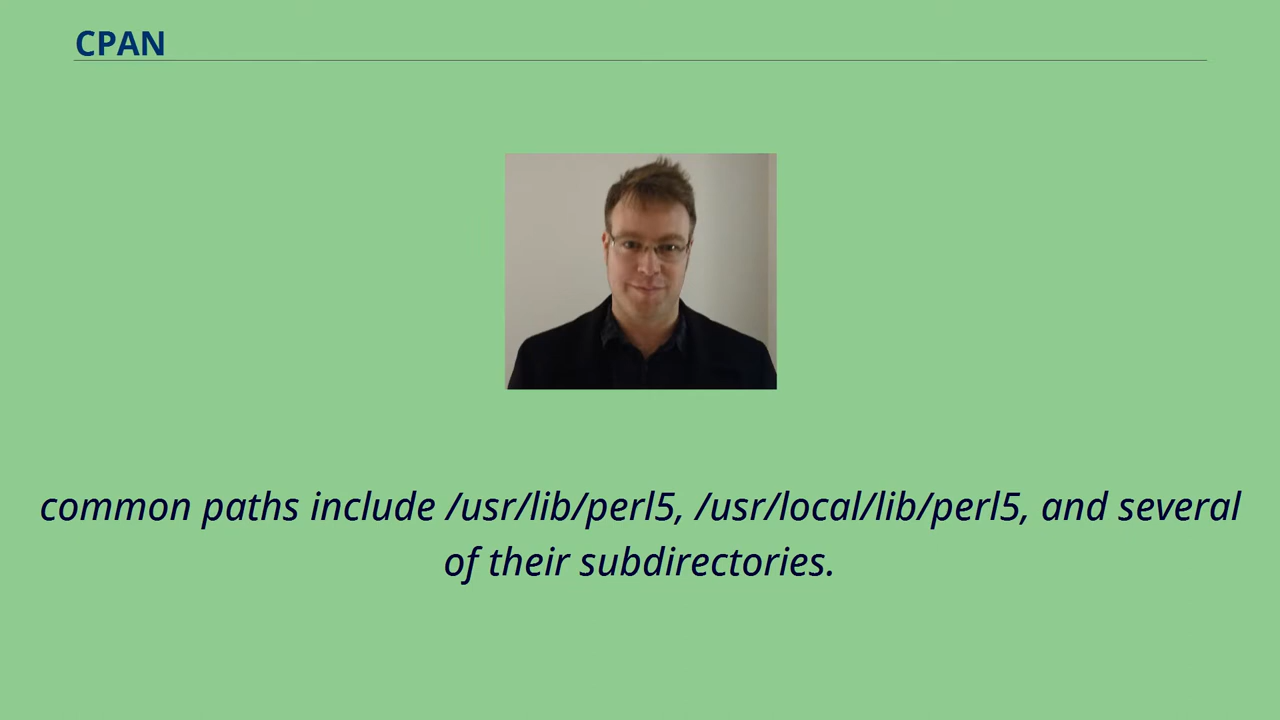 CPAN
common paths include /usr/lib/perl5, /usr/local/lib/perl5, and several
of their subdirectories.